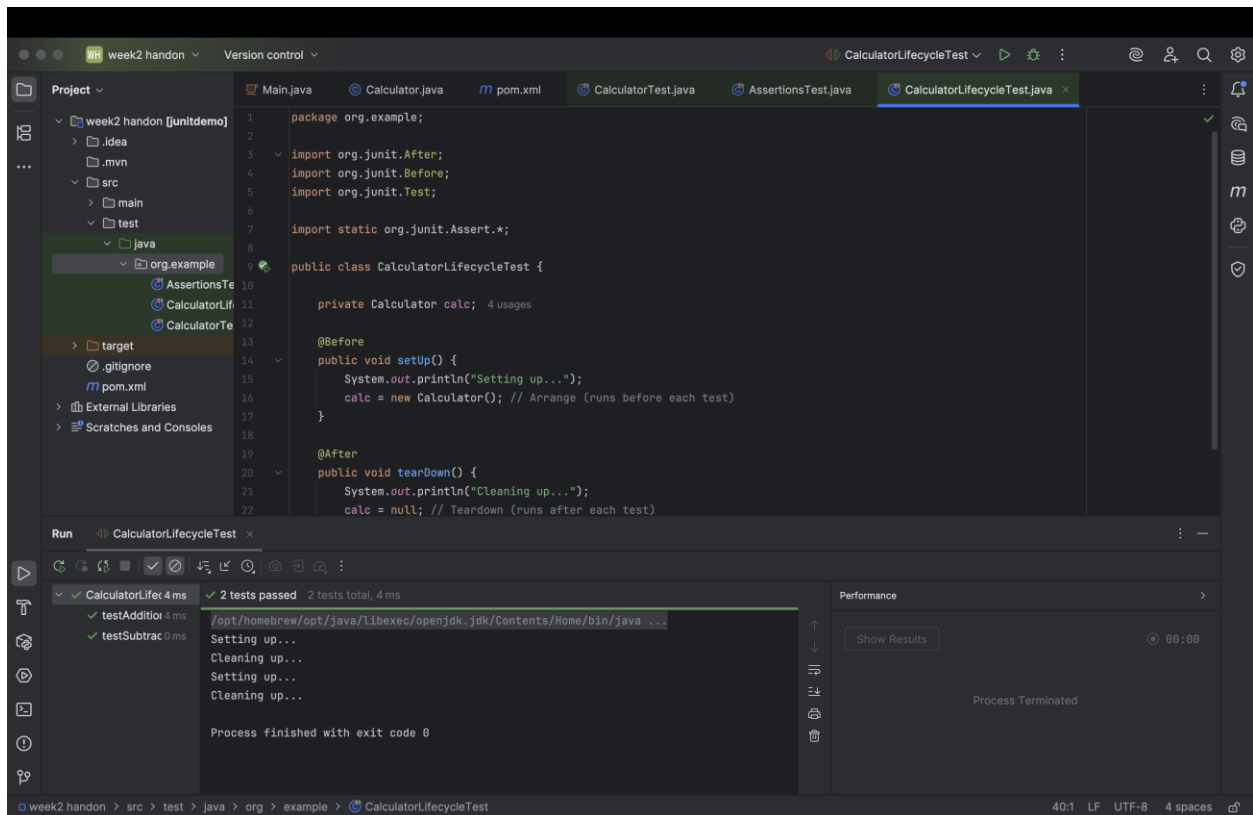 WH week2 handon Version control CalculatorLifecycleTest
Project
Main.java Calculator.java m pom.xml CalculatorTest.java AssertionsTest.java CalculatorLifecycleTest.java
week2 handon [junitdemo]
.idea
.mvn
src
main
test
java
org.example
AssertionsTe
CalculatorLif
CalculatorTe
target
.gitignore
m pom.xml
External Libraries
Scratches and Consoles
1 package org.example;
2
3 import org.junit.After;
4 import org.junit.Before;
5 import org.junit.Test;
6
7 import static org.junit.Assert.*;
8
9 public class CalculatorLifecycleTest {
10
11 private Calculator calc; 4 usages
12
13 @Before
14 public void setUp() {
15 System.out.println("Setting up...");
16 calc = new Calculator(); // Arrange (runs before each test)
17 }
18
19 @After
20 public void tearDown() {
21 System.out.println("Cleaning up...");
22 calc = null; // Teardown (runs after each test)
m
Run CalculatorLifecycleTest
CalculatorLifec 4 ms
testAddition 4 ms
testSubtrac 0 ms
2 tests passed 2 tests total, 4 ms
/opt/homebrew/opt/java/libexec/openjdk.jdk/Contents/Home/bin/java ...
Setting up...
Cleaning up...
Setting up...
Cleaning up...
Process finished with exit code 0
Performance
Show Results 00:00
Process Terminated
week2 handon > src > test > java > org > example > CalculatorLifecycleTest 40:1 LF UTF-8 4 spaces